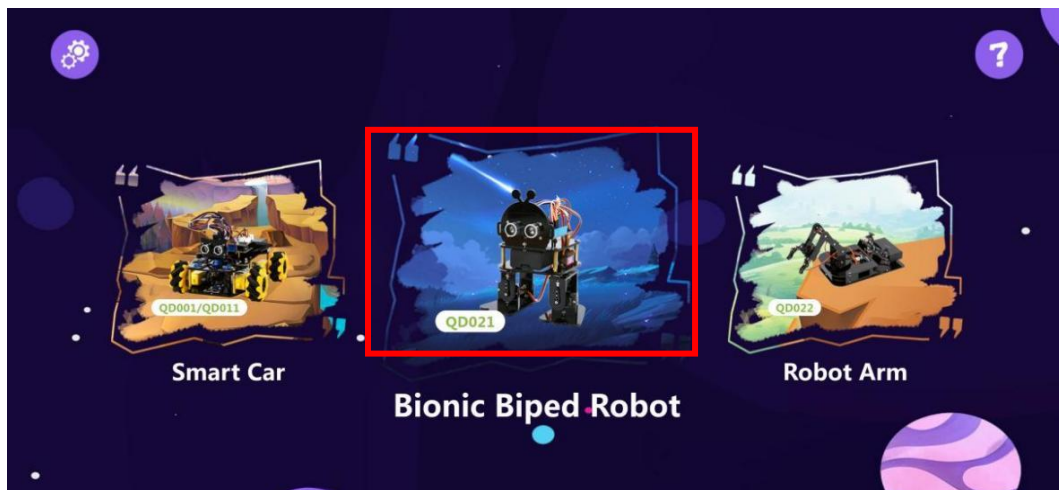 ?
QD001/QD011
Smart Car
QD021
Bionic Biped Robot
QD022
Robot Arm